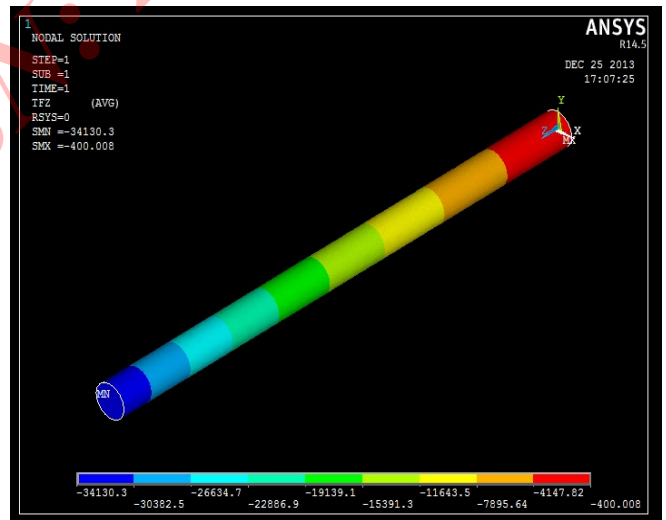 1
NODAL SOLUTION
STEP=1
SUB =1
TIME=1
TFZ (AVG)
RSYS=0
SMN =-34130.3
SMX =-400.008
ANSYS
R14.5
DEC 25 2013
17:07:25
Y
Z X
MX
MN
-34130.3 -26634.7 -19139.1 -11643.5 -4147.82
-30382.5 -22886.9 -15391.3 -7895.64 -400.008